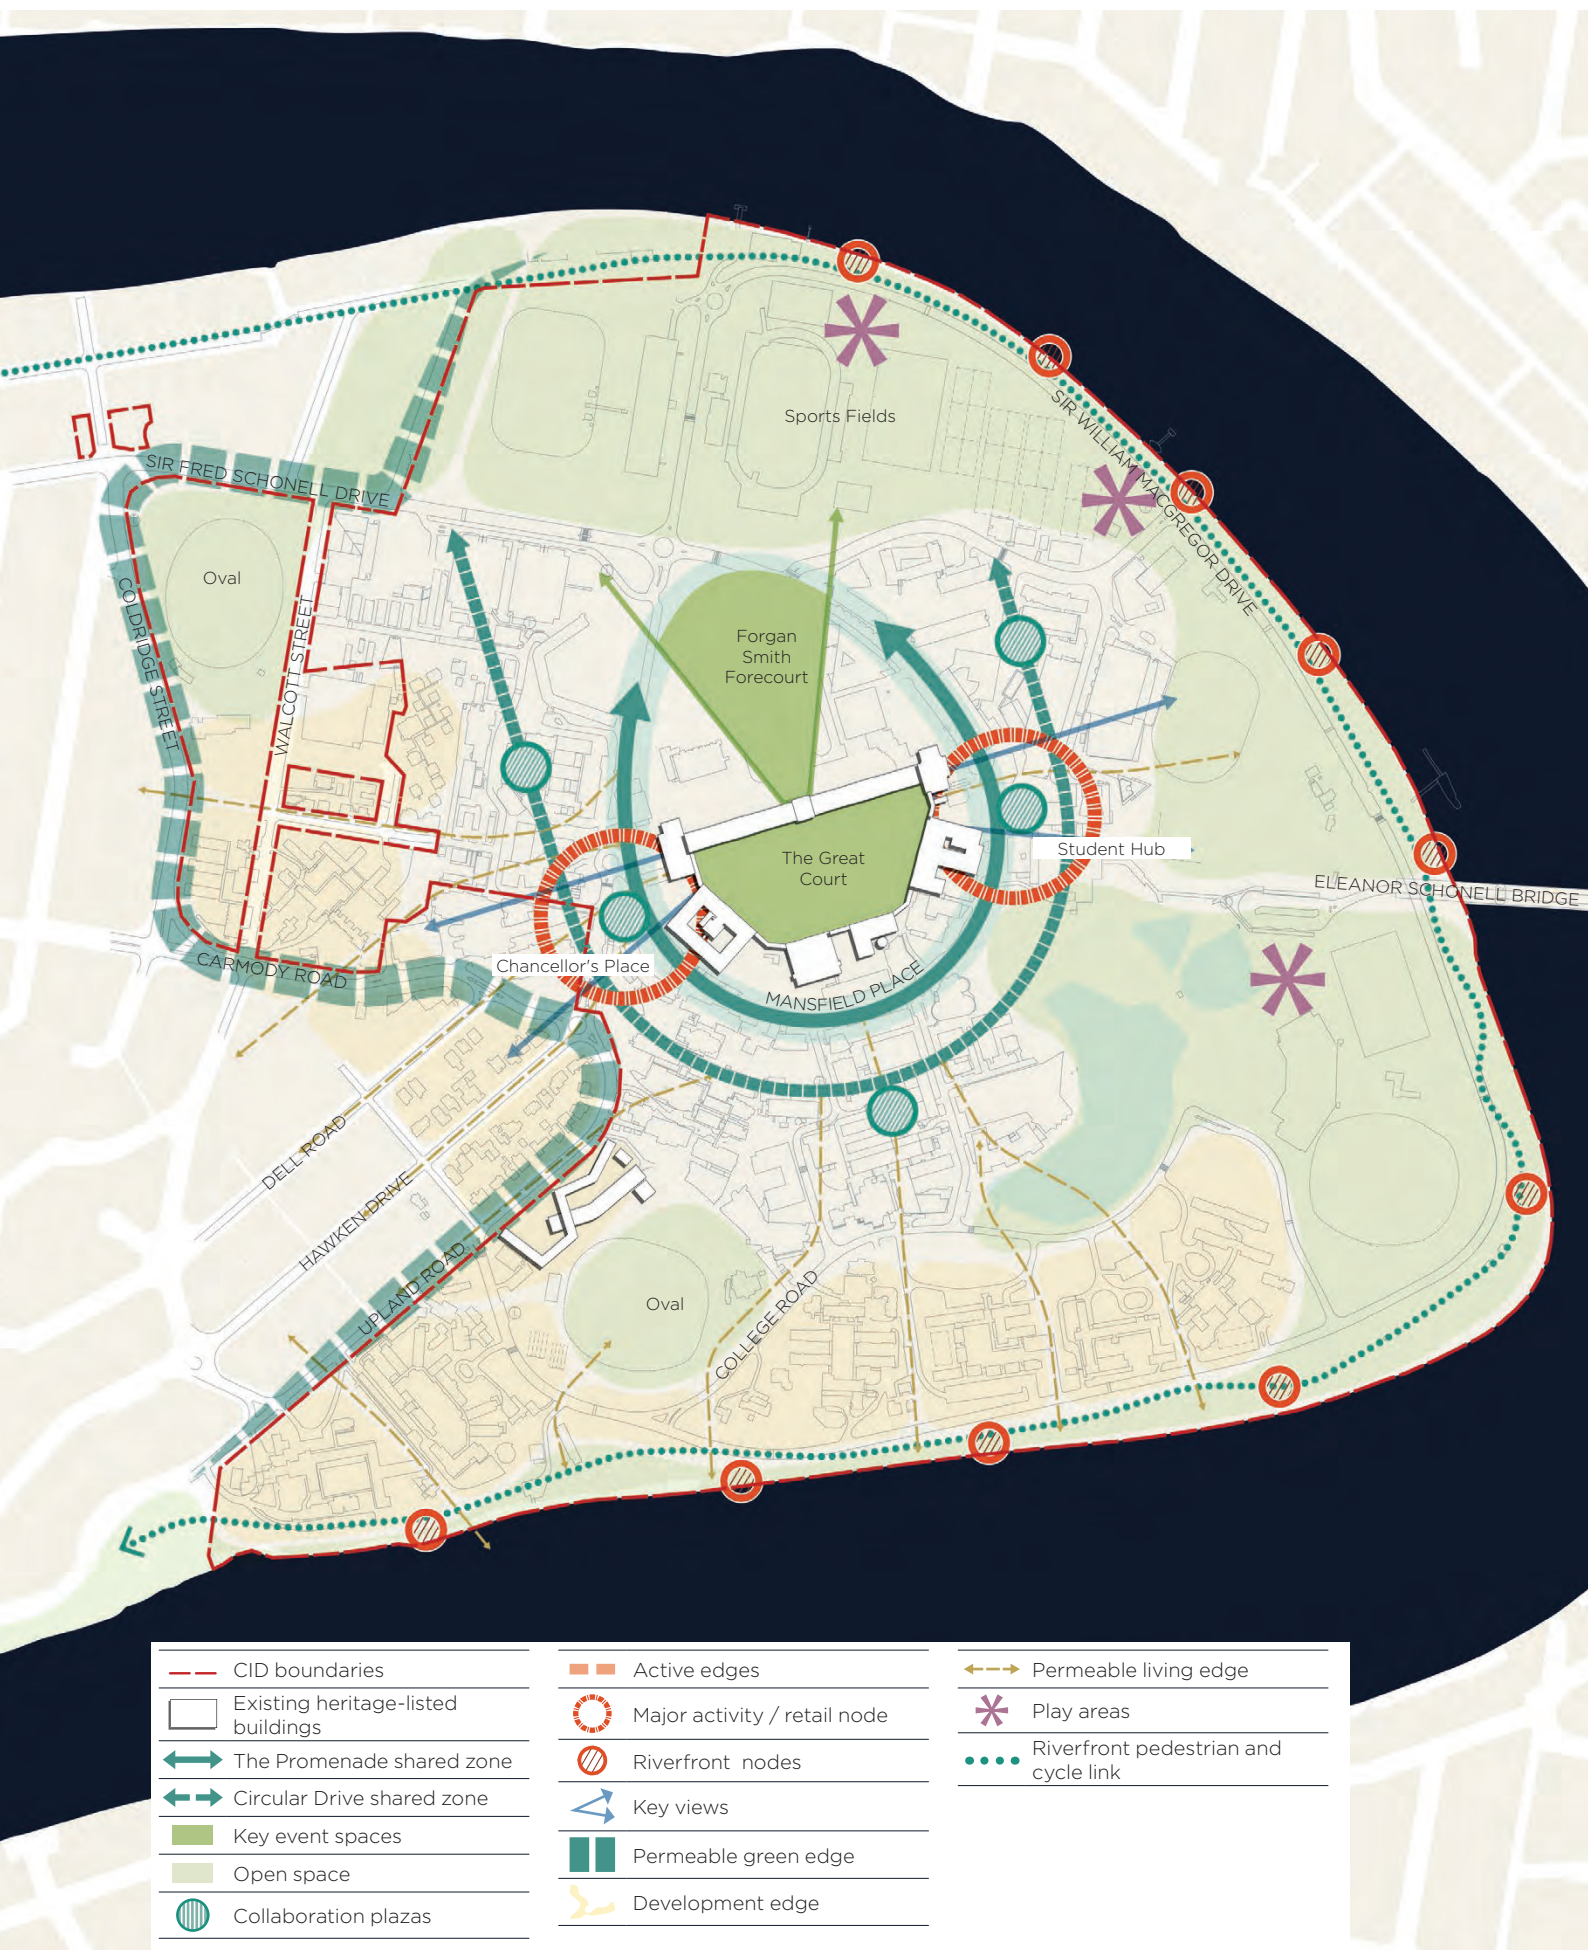 Sports Fields
SIR WILLIAM MACGREGOR DRIVE
SIR FRED SCHONELL DRIVE
Oval
COLDRIDGE STREET
WALCOTT STREET
Forgan
Smith
Forecourt
The Great
Court
Student Hub
ELEANOR SCHONELL BRIDGE
CARMODY ROAD
Chancellor's Place
MANSFIELD PLACE
DELL ROAD
HAWKEN DRIVE
UPLAND ROAD
Oval
COLLEGE ROAD
CID boundaries
Existing heritage-listed
buildings
The Promenade shared zone
Circular Drive shared zone
Key event spaces
Open space
Collaboration plazas
Active edges
Major activity / retail node
Riverfront nodes
Key views
Permeable green edge
Development edge
Permeable living edge
Play areas
Riverfront pedestrian and
cycle link